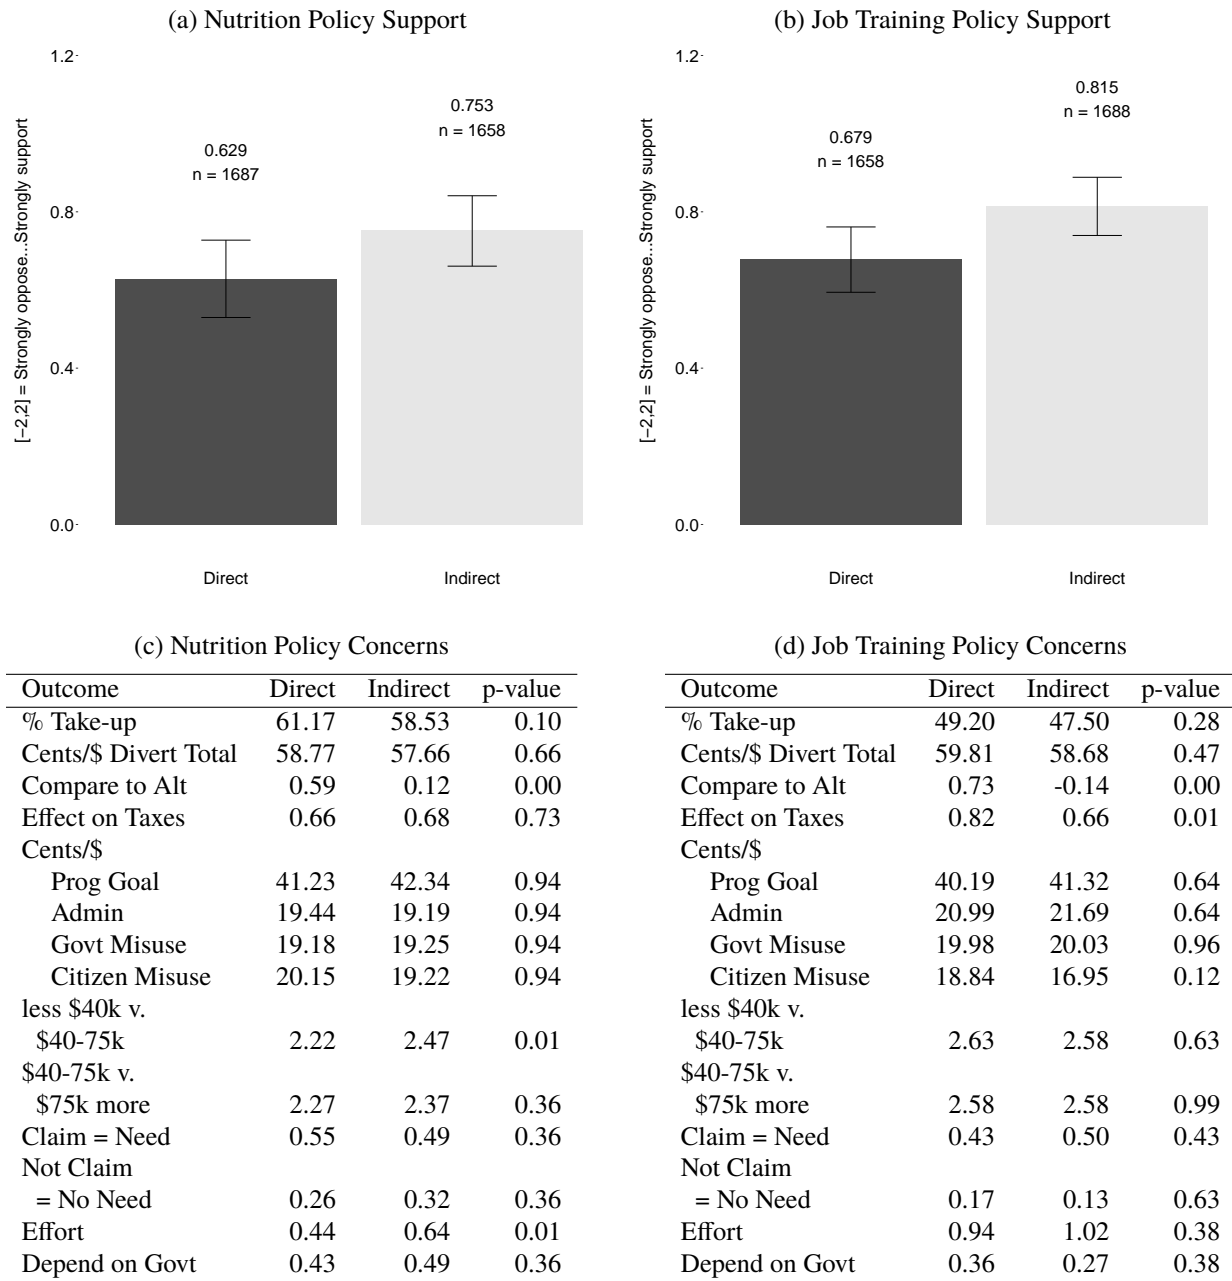 (a) Nutrition Policy Support
[−2,2] = Strongly oppose...Strongly support
1.2
0.8
0.4
0.0
0.629
n = 1687
0.753
n = 1658
Direct Indirect
(b) Job Training Policy Support
[−2,2] = Strongly oppose...Strongly support
1.2
0.8
0.4
0.0
0.679
n = 1658
0.815
n = 1688
Direct Indirect
(c) Nutrition Policy Concerns
Outcome Direct Indirect p-value
% Take-up 61.17 58.53 0.10
Cents/$ Divert Total 58.77 57.66 0.66
Compare to Alt 0.59 0.12 0.00
Effect on Taxes 0.66 0.68 0.73
Cents/$
Prog Goal 41.23 42.34 0.94
Admin 19.44 19.19 0.94
Govt Misuse 19.18 19.25 0.94
Citizen Misuse 20.15 19.22 0.94
less $40k v.
$40-75k 2.22 2.47 0.01
$40-75k v.
$75k more 2.27 2.37 0.36
Claim = Need 0.55 0.49 0.36
Not Claim
= No Need 0.26 0.32 0.36
Effort 0.44 0.64 0.01
Depend on Govt 0.43 0.49 0.36
(d) Job Training Policy Concerns
Outcome Direct Indirect p-value
% Take-up 49.20 47.50 0.28
Cents/$ Divert Total 59.81 58.68 0.47
Compare to Alt 0.73 -0.14 0.00
Effect on Taxes 0.82 0.66 0.01
Cents/$
Prog Goal 40.19 41.32 0.64
Admin 20.99 21.69 0.64
Govt Misuse 19.98 20.03 0.96
Citizen Misuse 18.84 16.95 0.12
less $40k v.
$40-75k 2.63 2.58 0.63
$40-75k v.
$75k more 2.58 2.58 0.99
Claim = Need 0.43 0.50 0.43
Not Claim
= No Need 0.17 0.13 0.63
Effort 0.94 1.02 0.38
Depend on Govt 0.36 0.27 0.38